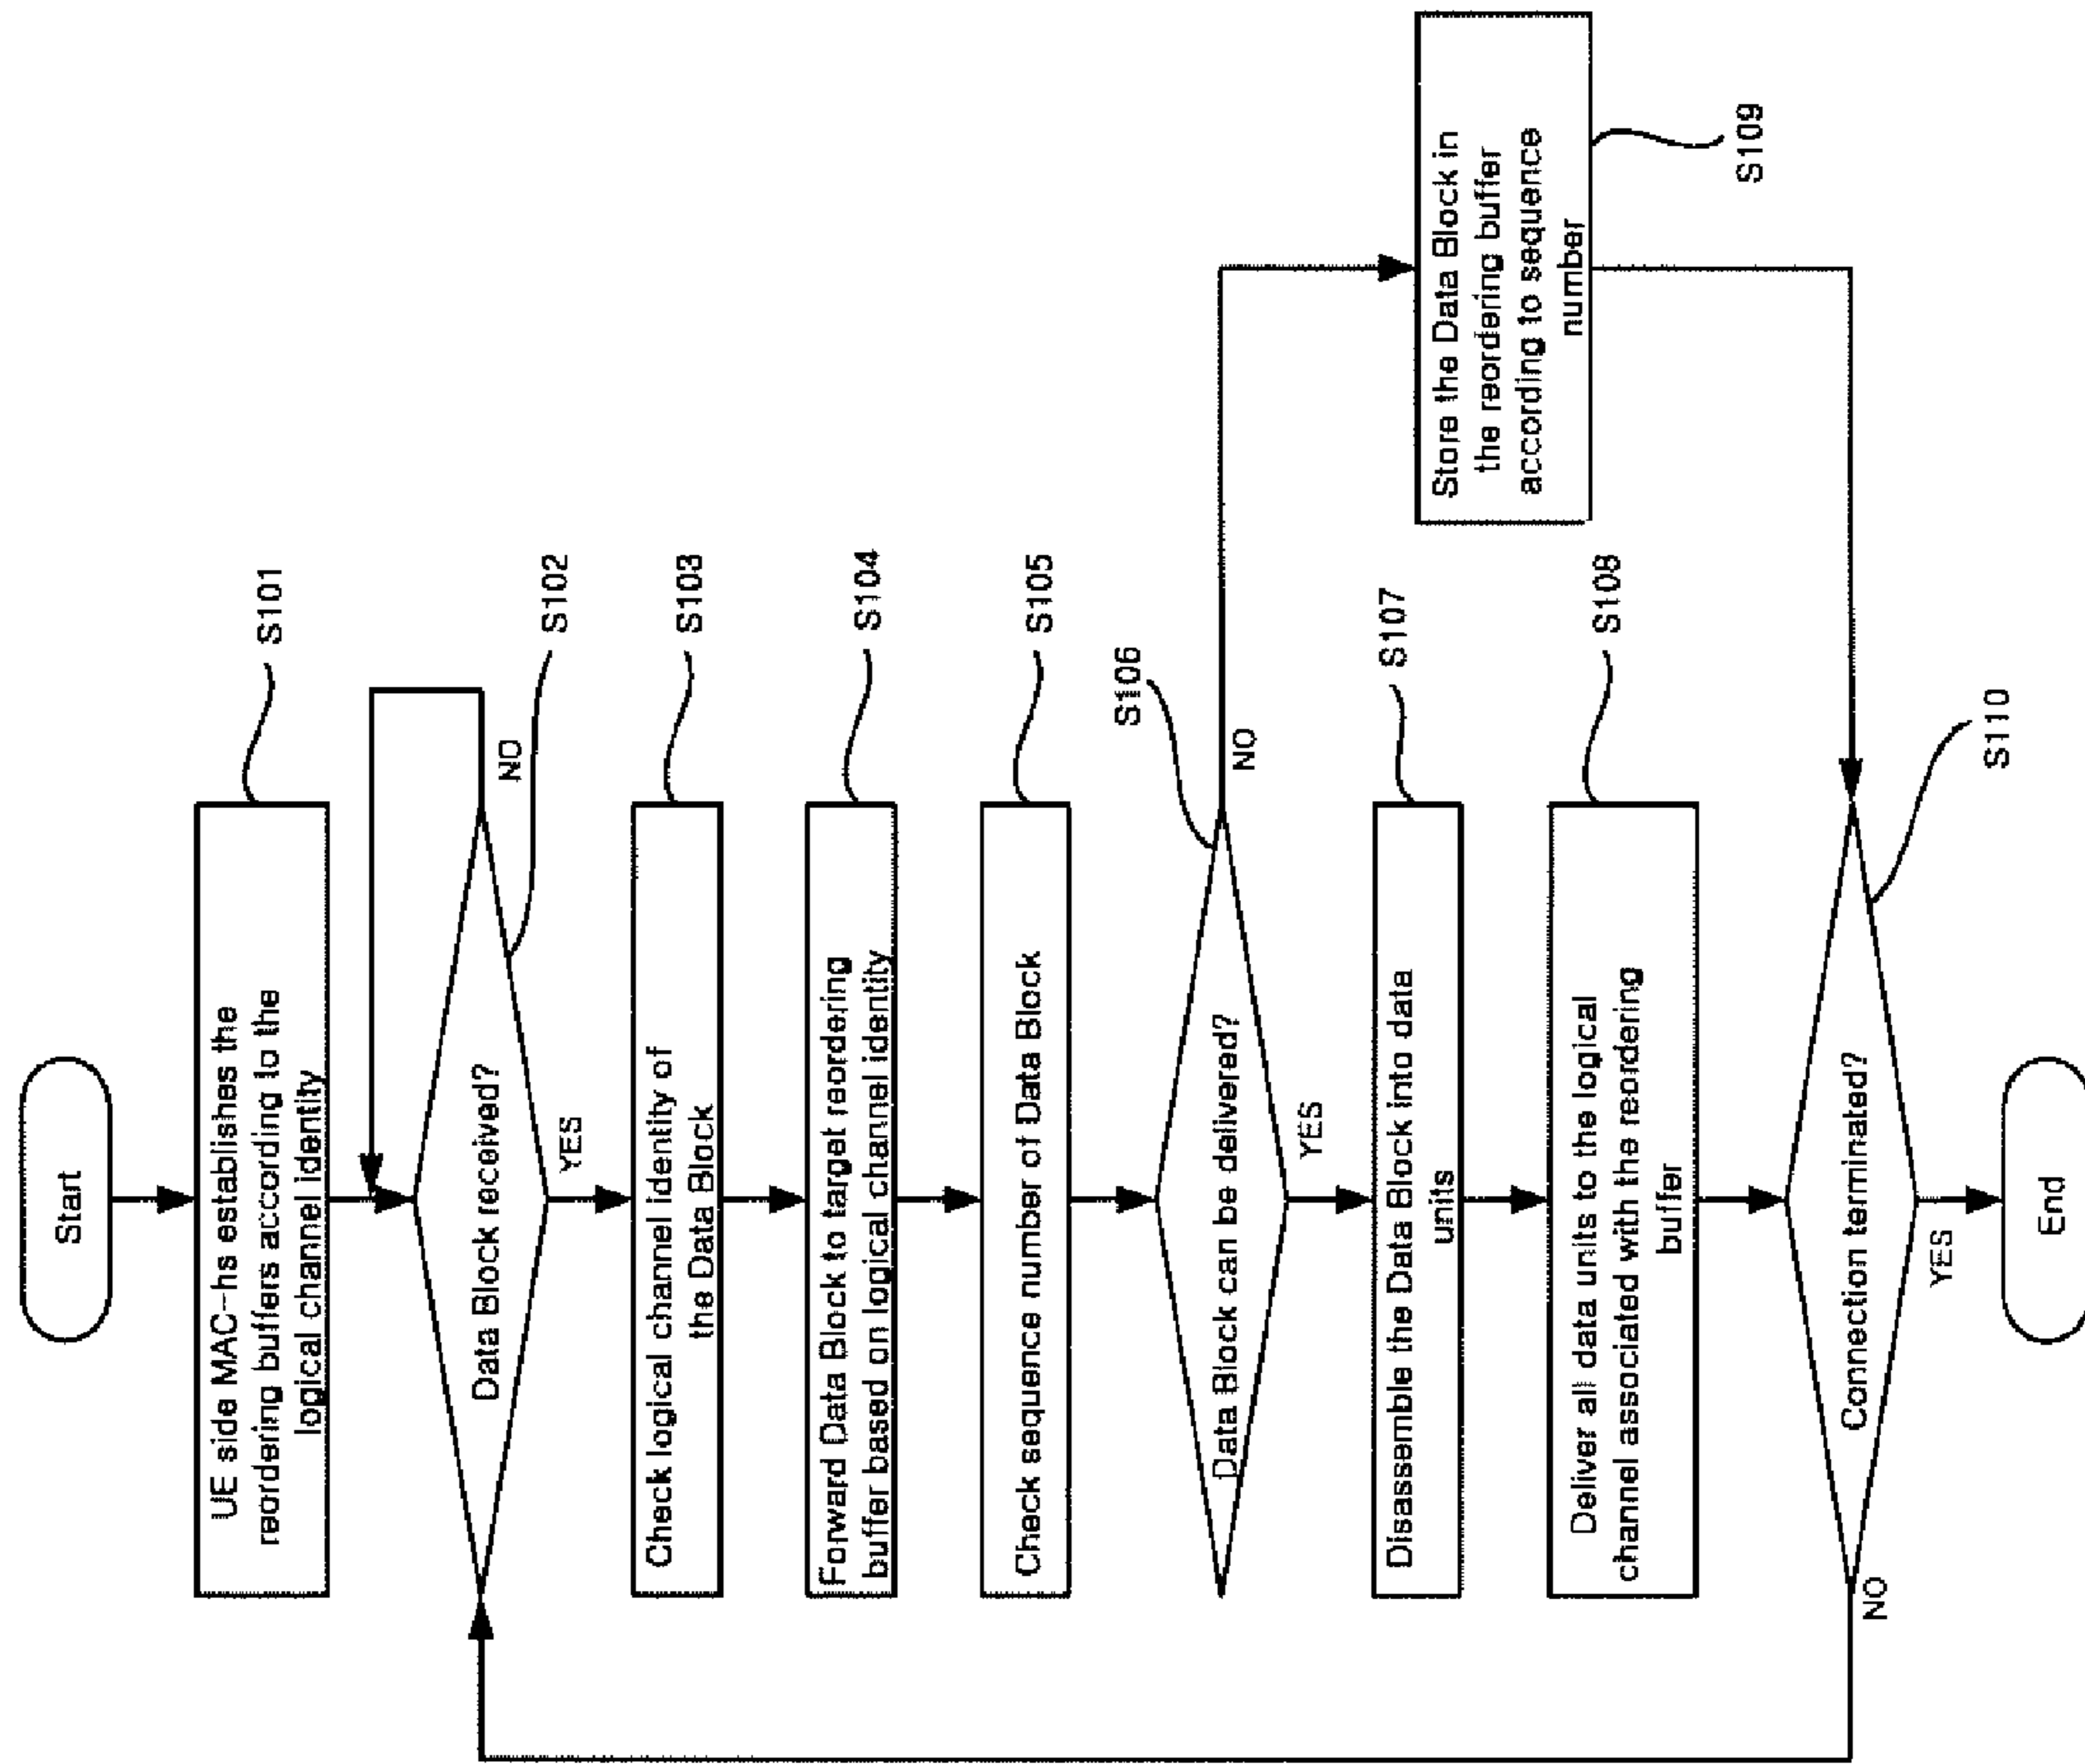 Start
UE side MAC-hs establishes the
reordering buffers according to the
logical channel identity
S101
Data Block received?
S102
NO
YES
Check logical channel identity of
the Data Block
S103
Forward Data Block to target reordering
buffer based on logical channel identity
S104
Check sequence number of Data Block
S105
Data Block can be delivered?
S106
NO
YES
Disassemble the Data Block into data
units
S107
Deliver all data units to the logical
channel associated with the reordering
buffer
S108
Store the Data Block in
the reordering buffer
according to sequence
number
S109
Connection terminated?
S110
NO
YES
End